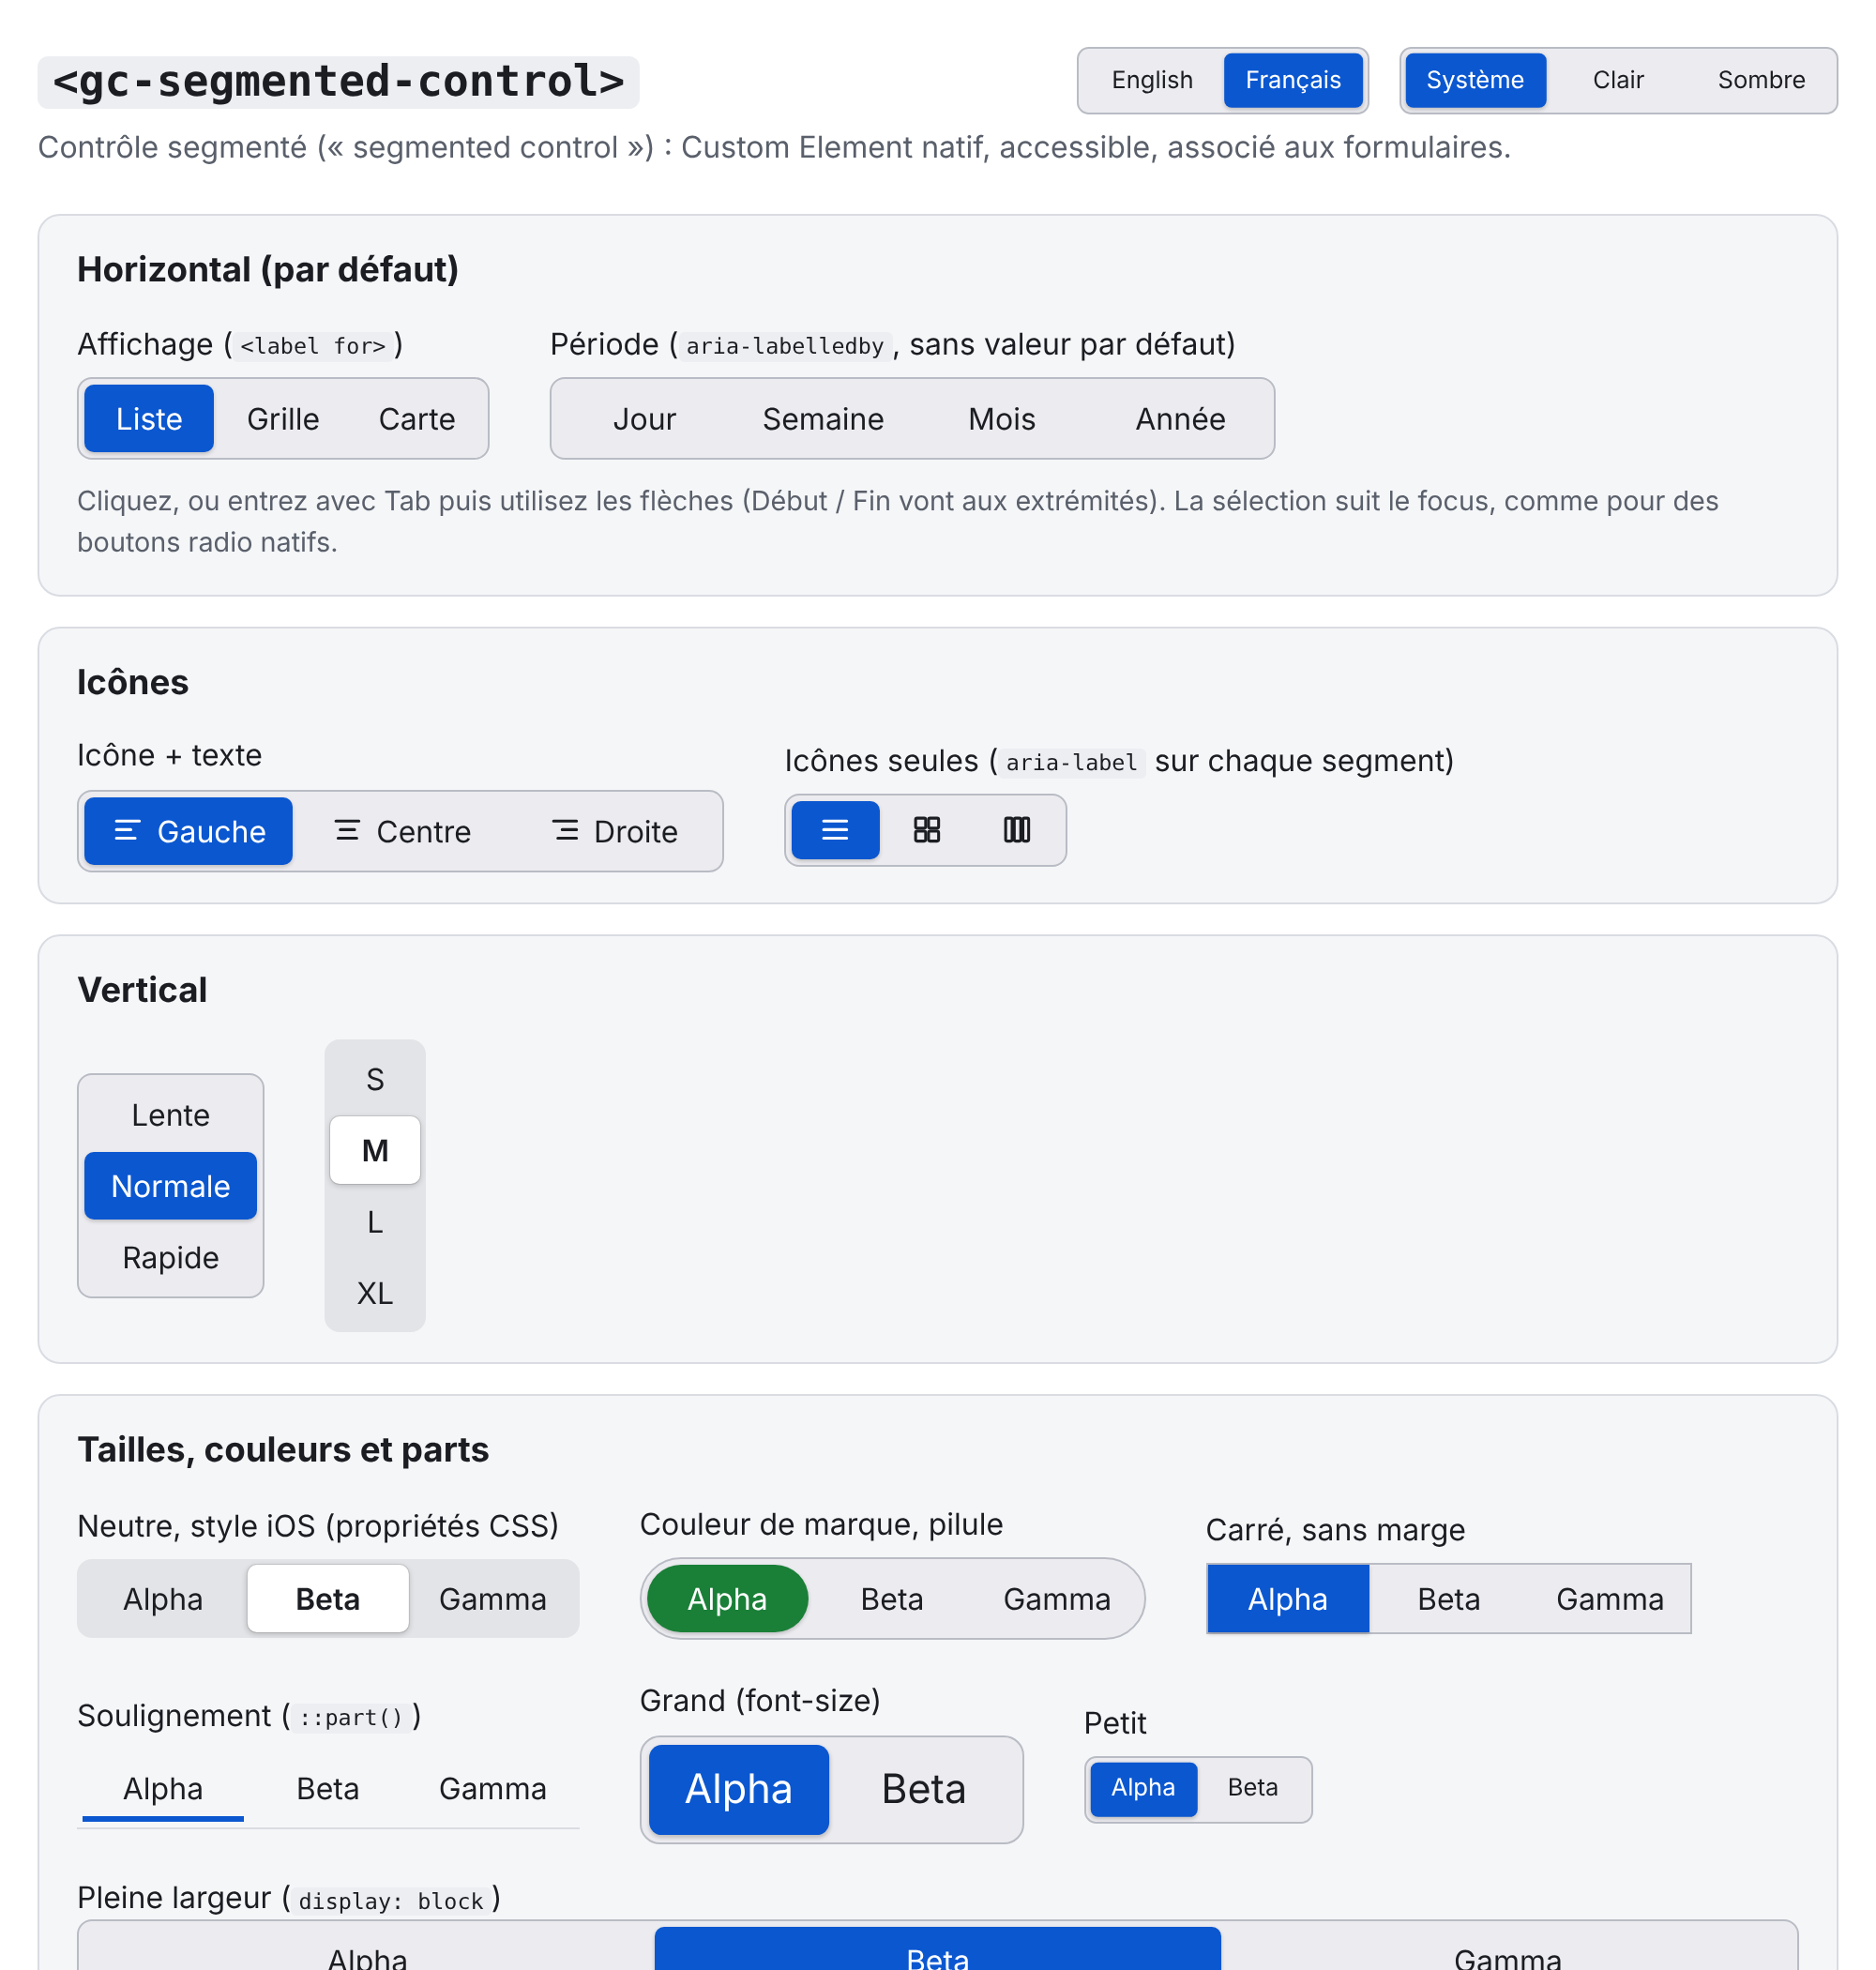 <gc-segmented-control>
English Français Système Clair Sombre
Contrôle segmenté (« segmented control ») : Custom Element natif, accessible, associé aux formulaires.
Horizontal (par défaut)
Affichage (<label for>) Période (aria-labelledby, sans valeur par défaut)
Liste Grille Carte Jour Semaine Mois Année
Cliquez, ou entrez avec Tab puis utilisez les flèches (Début / Fin vont aux extrémités). La sélection suit le focus, comme pour des
boutons radio natifs.
Icônes
Icône + texte Icônes seules (aria-label sur chaque segment)
Gauche Centre Droite
Vertical
Lente
Normale
Rapide
S
M
L
XL
Tailles, couleurs et parts
Neutre, style iOS (propriétés CSS) Couleur de marque, pilule Carré, sans marge
Alpha Beta Gamma Alpha Beta Gamma Alpha Beta Gamma
Soulignement (::part()) Grand (font-size) Petit
Alpha Beta Gamma Alpha Beta Alpha Beta
Pleine largeur (display: block)
Alpha Beta Gamma